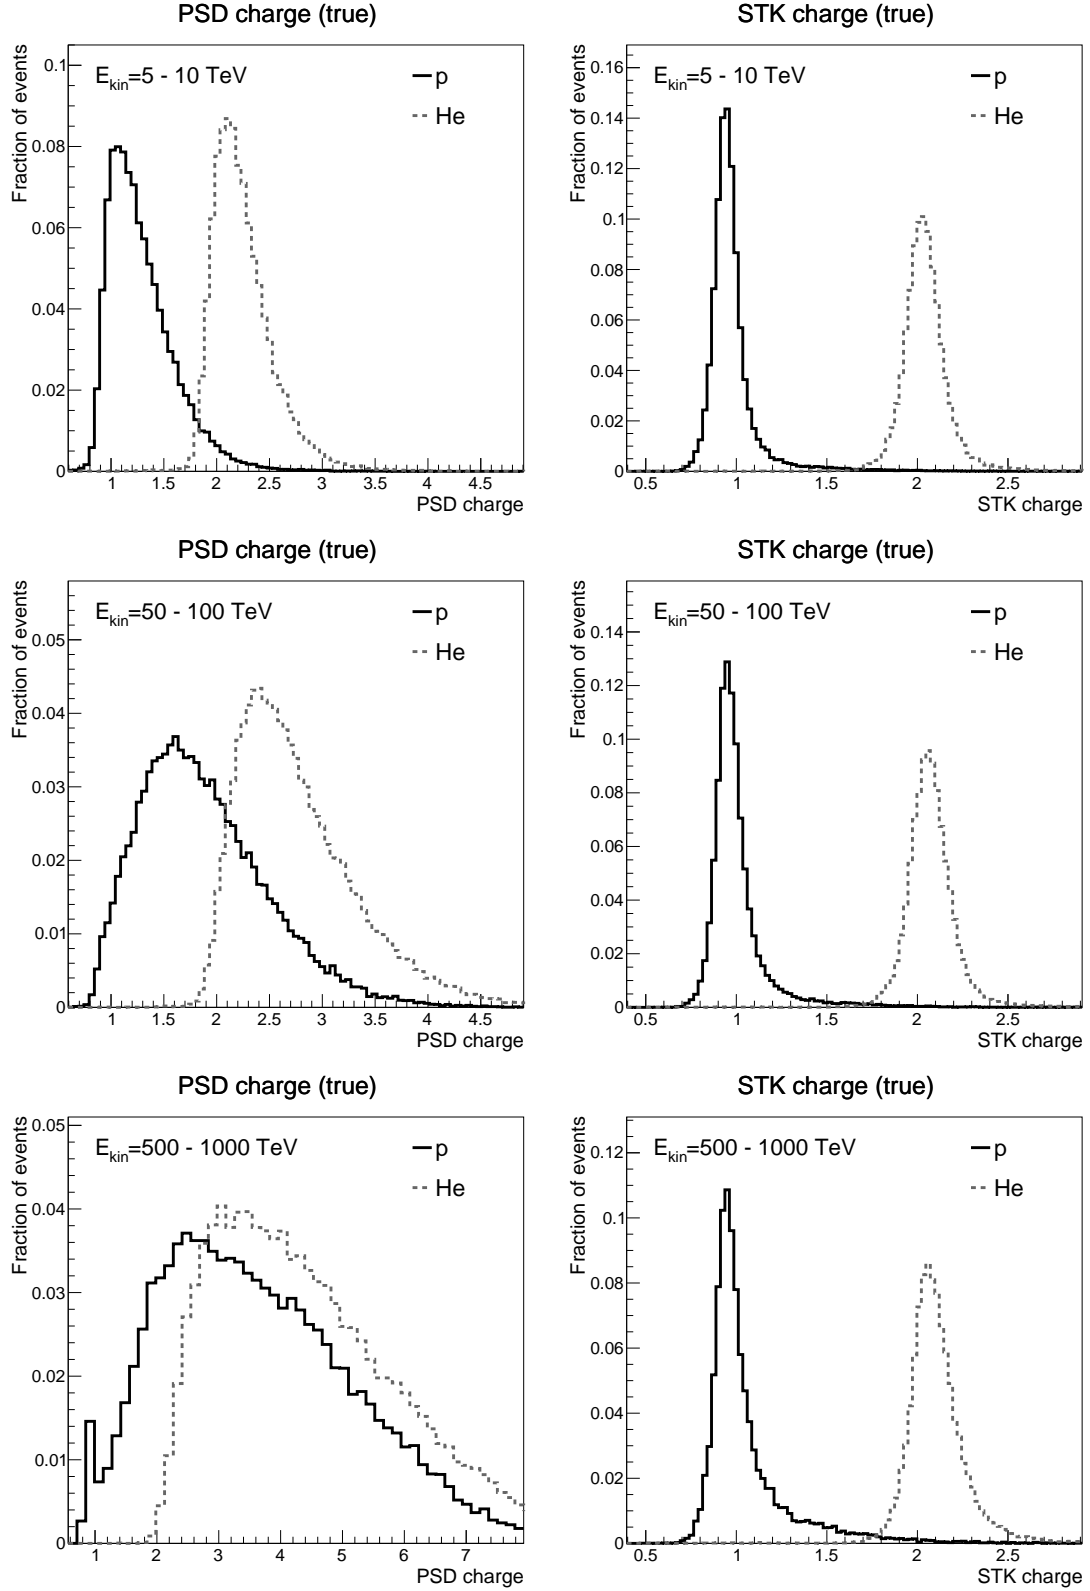 PSD charge (true)
Fraction of events
E_kin=5 - 10 TeV
p
He
0.1
0.08
0.06
0.04
0.02
0
1 1.5 2 2.5 3 3.5 4 4.5
PSD charge
STK charge (true)
Fraction of events
E_kin=5 - 10 TeV
p
He
0.16
0.14
0.12
0.1
0.08
0.06
0.04
0.02
0
0.5 1 1.5 2 2.5
STK charge
PSD charge (true)
Fraction of events
E_kin=50 - 100 TeV
p
He
0.05
0.04
0.03
0.02
0.01
0
1 1.5 2 2.5 3 3.5 4 4.5
PSD charge
STK charge (true)
Fraction of events
E_kin=50 - 100 TeV
p
He
0.14
0.12
0.1
0.08
0.06
0.04
0.02
0
0.5 1 1.5 2 2.5
STK charge
PSD charge (true)
Fraction of events
E_kin=500 - 1000 TeV
p
He
0.05
0.04
0.03
0.02
0.01
0
1 2 3 4 5 6 7
PSD charge
STK charge (true)
Fraction of events
E_kin=500 - 1000 TeV
p
He
0.12
0.1
0.08
0.06
0.04
0.02
0
0.5 1 1.5 2 2.5
STK charge